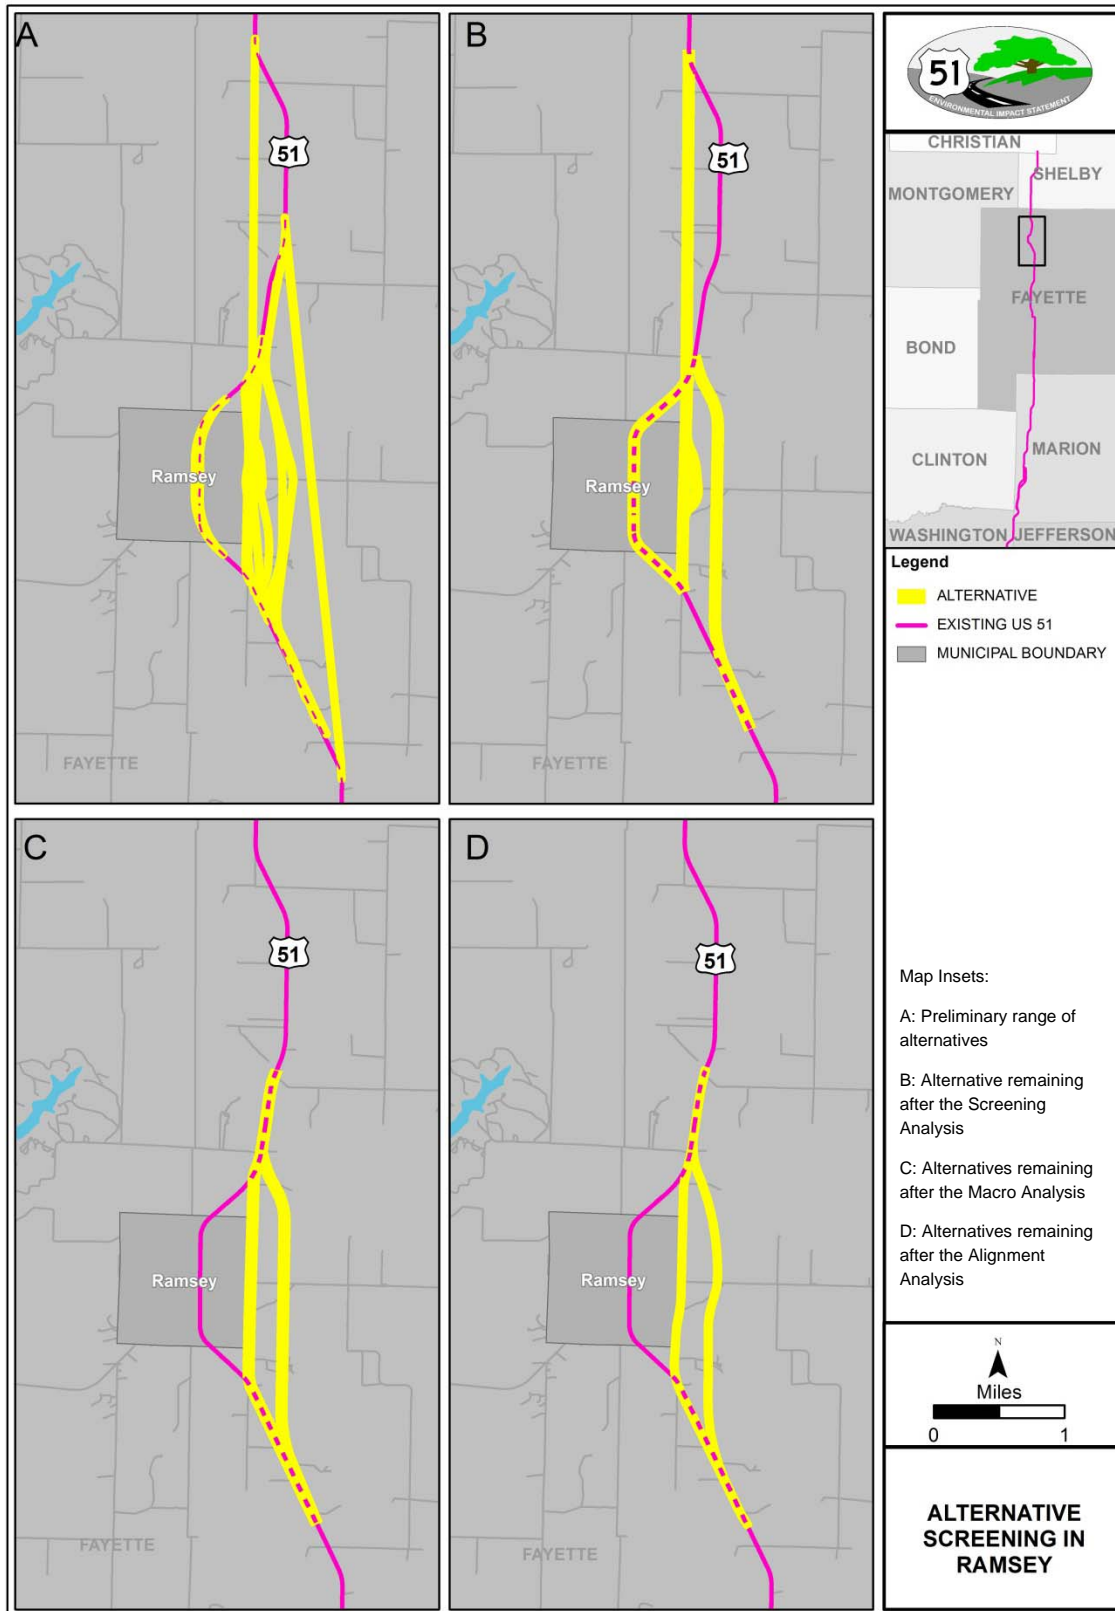 A
51
Ramsey
FAYETTE
B
51
Ramsey
FAYETTE
C
51
Ramsey
FAYETTE
D
51
Ramsey
FAYETTE
51
ENVIRONMENTAL IMPACT STATEMENT
CHRISTIAN
SHELBY
MONTGOMERY
FAYETTE
BOND
MARION
CLINTON
WASHINGTON
JEFFERSON
Legend
ALTERNATIVE
EXISTING US 51
MUNICIPAL BOUNDARY
Map Insets:
A: Preliminary range of
alternatives
B: Alternative remaining
after the Screening
Analysis
C: Alternatives remaining
after the Macro Analysis
D: Alternatives remaining
after the Alignment
Analysis
N
Miles
0 1
ALTERNATIVE
SCREENING IN
RAMSEY